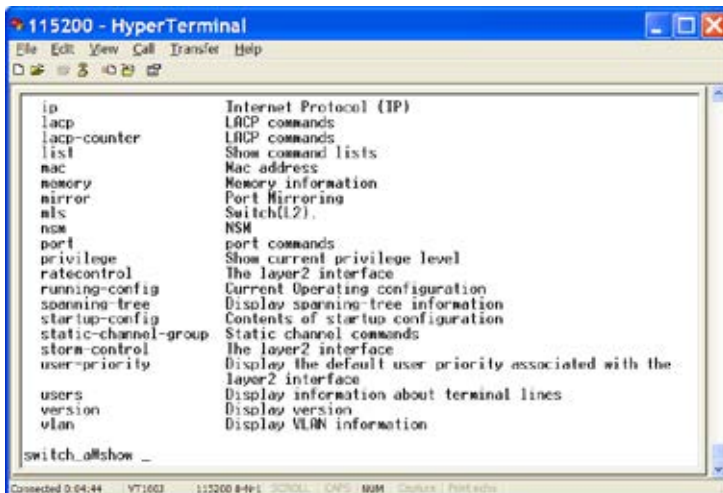 115200 - HyperTerminal
File Edit View Call Transfer Help
ip Internet Protocol (IP)
lacp LACP commands
lacp-counter LACP commands
list Show command lists
mac Mac address
memory Memory information
mirror Port Mirroring
mls Switch(L2).
nsm NSM
port port commands
privilege Show current privilege level
ratecontrol The layer2 interface
running-config Current Operating configuration
spanning-tree Display spanning-tree information
startup-config Contents of startup configuration
static-channel-group Static channel commands
storm-control The layer2 interface
user-priority Display the default user priority associated with the
layer2 interface
users Display information about terminal lines
version Display version
vlan Display VLAN information
switch_a#show _
Connected 0:04:44 VT100J 115200 8-N-1 SCROLL CAPS NUM Capture Print echo